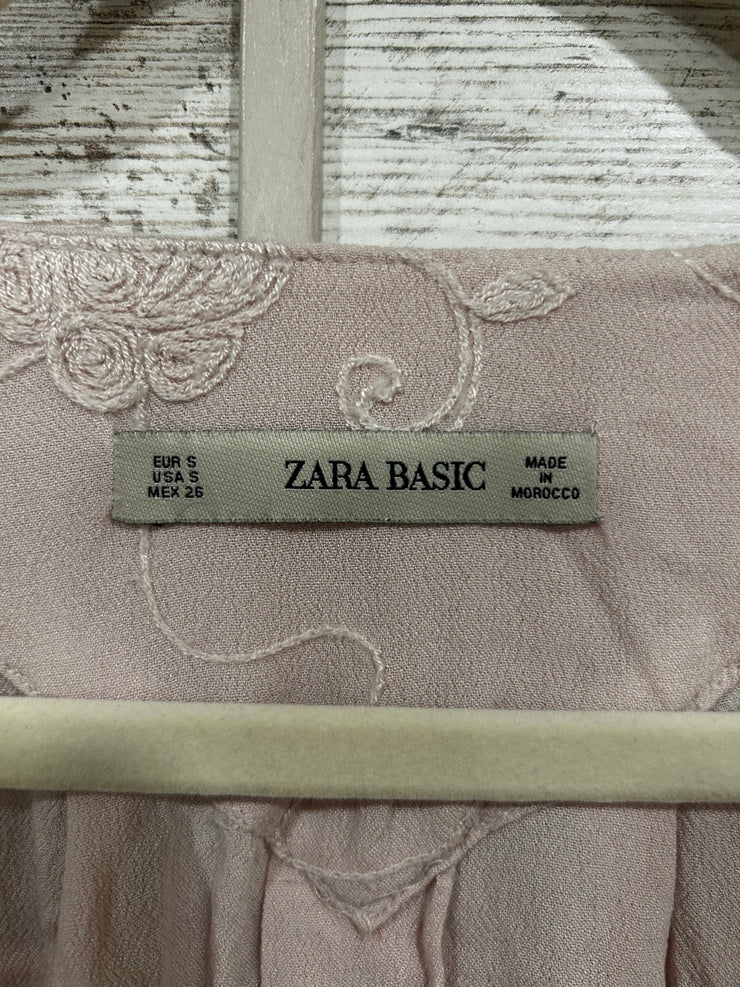 EUR S
USA S
MEX 26
ZARA BASIC
MADE
IN
MOROCCO